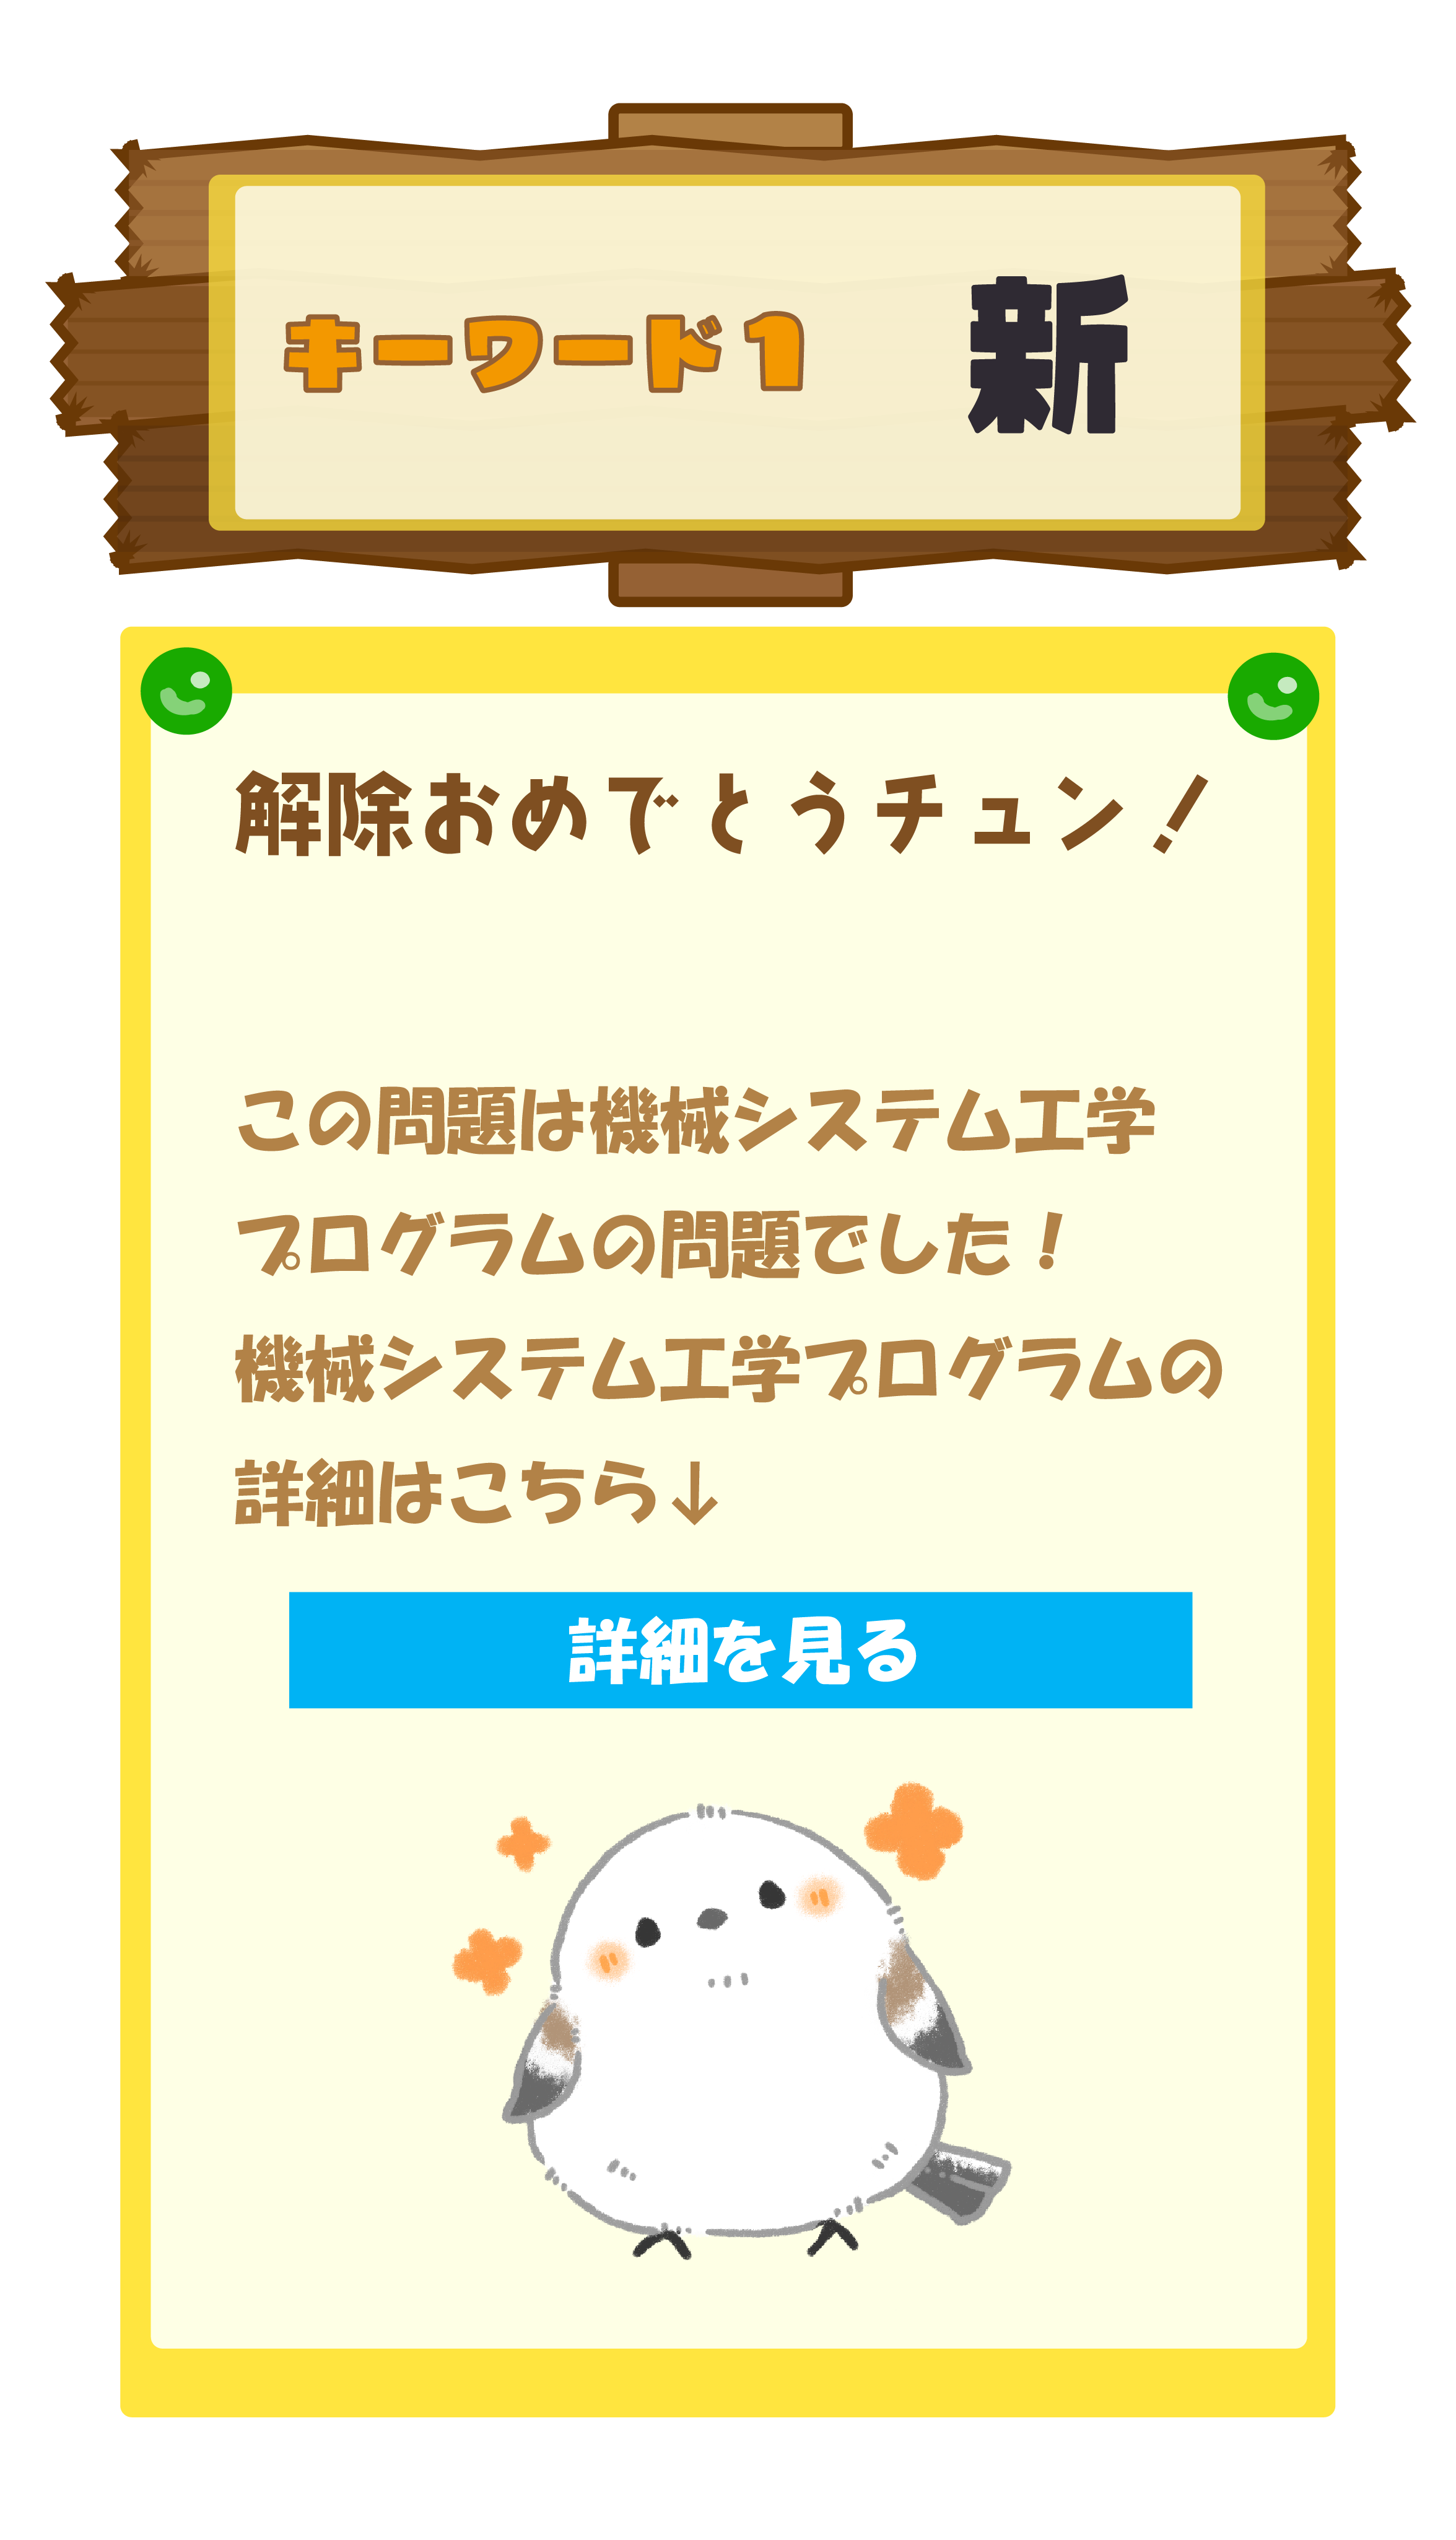 キーワード1 新
解除おめでとうチュン!
この問題は機械システム工学
プログラムの問題でした!
機械システム工学プログラムの
詳細はこちら↓
詳細を見る